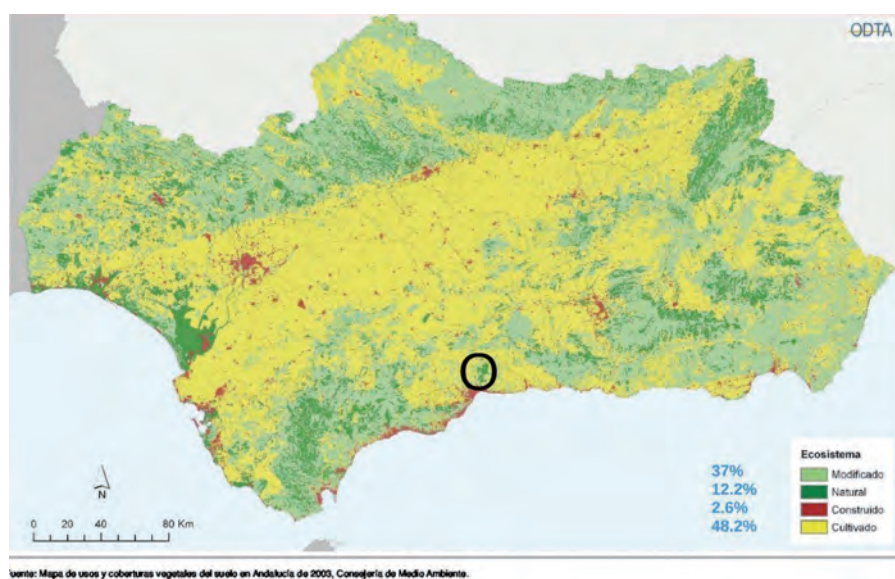 ODTA
Ecosistema
37% Modificado
12.2% Natural
2.6% Construido
48.2% Cultivado
N
0 20 40 80 Km
uente: Mapa de usos y coberturas vegetales del suelo en Andalucía de 2003, Consejería de Medio Ambiente.